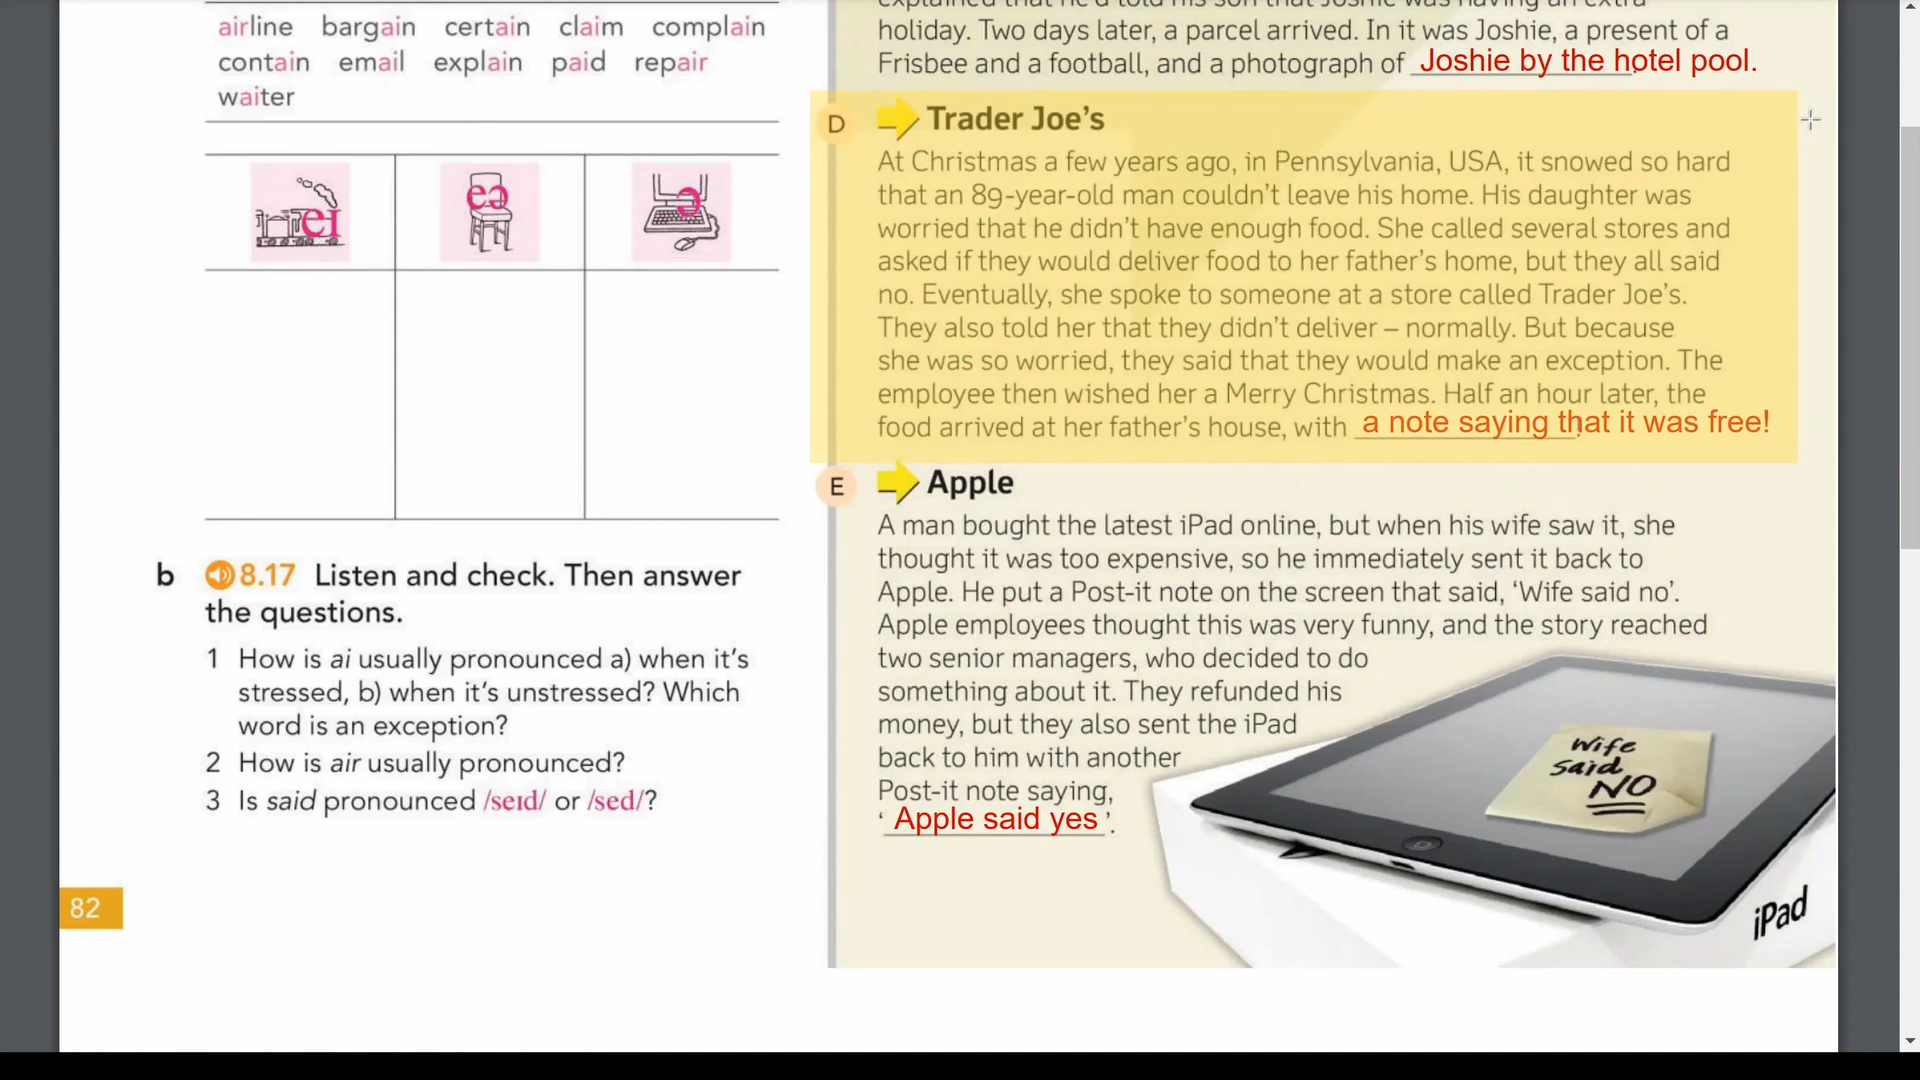 airline bargain certain claim complain
contain email explain paid repair
waiter
eɪ
eə
ə
b 8.17 Listen and check. Then answer
the questions.
1 How is ai usually pronounced a) when it's
stressed, b) when it's unstressed? Which
word is an exception?
2 How is air usually pronounced?
3 Is said pronounced /seɪd/ or /sed/?
82
holiday. Two days later, a parcel arrived. In it was Joshie, a present of a
Frisbee and a football, and a photograph of Joshie by the hotel pool.
D Trader Joe's
At Christmas a few years ago, in Pennsylvania, USA, it snowed so hard
that an 89-year-old man couldn't leave his home. His daughter was
worried that he didn't have enough food. She called several stores and
asked if they would deliver food to her father's home, but they all said
no. Eventually, she spoke to someone at a store called Trader Joe's.
They also told her that they didn't deliver – normally. But because
she was so worried, they said that they would make an exception. The
employee then wished her a Merry Christmas. Half an hour later, the
food arrived at her father's house, with a note saying that it was free!
E Apple
A man bought the latest iPad online, but when his wife saw it, she
thought it was too expensive, so he immediately sent it back to
Apple. He put a Post-it note on the screen that said, 'Wife said no'.
Apple employees thought this was very funny, and the story reached
two senior managers, who decided to do
something about it. They refunded his
money, but they also sent the iPad
back to him with another
Post-it note saying,
' Apple said yes '.
Wife
said
NO
iPad